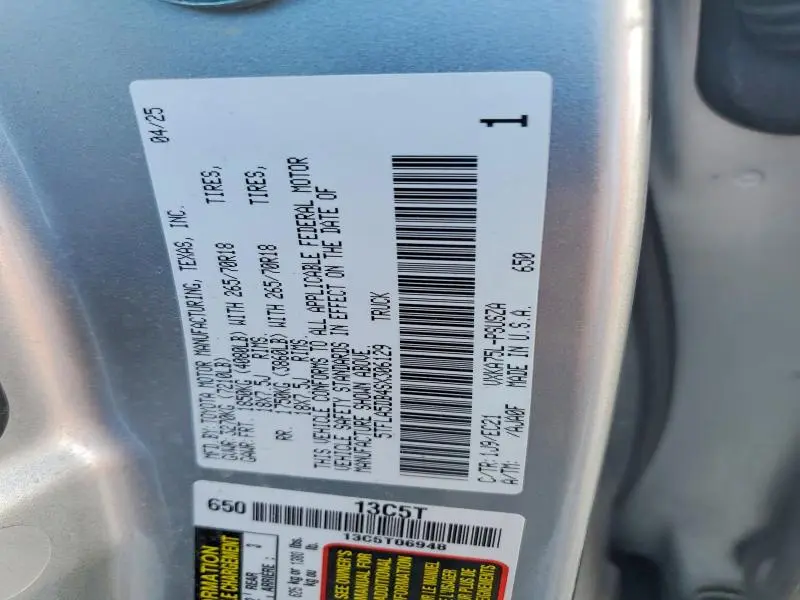 MFD BY:TOYOTA MOTOR MANUFACTURING, TEXAS, INC. 04/25
GVWR 3270KG (7210LB)
GAWR:FRT 1850KG (4080LB) WITH 265/70R18 TIRES,
18X7.5J RIMS,
RR. 1750KG (3860LB) WITH 265/70R18 TIRES,
18X7.5J RIMS
THIS VEHICLE CONFORMS TO ALL APPLICABLE FEDERAL MOTOR
VEHICLE SAFETY STANDARDS IN EFFECT ON THE DATE OF
MANUFACTURE SHOWN ABOVE.
5TFLA5DB4SX306129 TRUCK
1
C/TR:1J9/EC21 VXKA75L-PSUSZA 650
A/TM: /AJA0F MADE IN U.S.A.
650 13C5T
13C5T06948